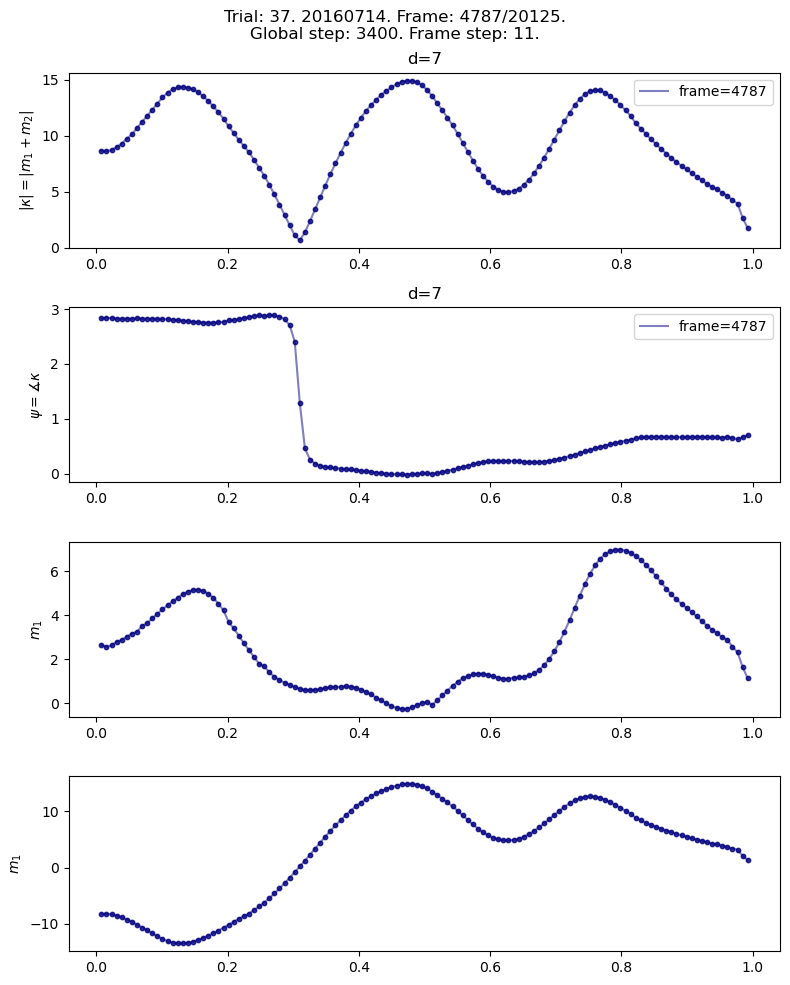 Trial: 37. 20160714. Frame: 4787/20125.
Global step: 3400. Frame step: 11.
d=7
|κ| = |m₁ + m₂|
15
10
5
0
frame=4787
0.0 0.2 0.4 0.6 0.8 1.0
d=7
ψ = ∡κ
3
2
1
0
frame=4787
0.0 0.2 0.4 0.6 0.8 1.0
m₁
6
4
2
0
0.0 0.2 0.4 0.6 0.8 1.0
m₁
10
0
−10
0.0 0.2 0.4 0.6 0.8 1.0